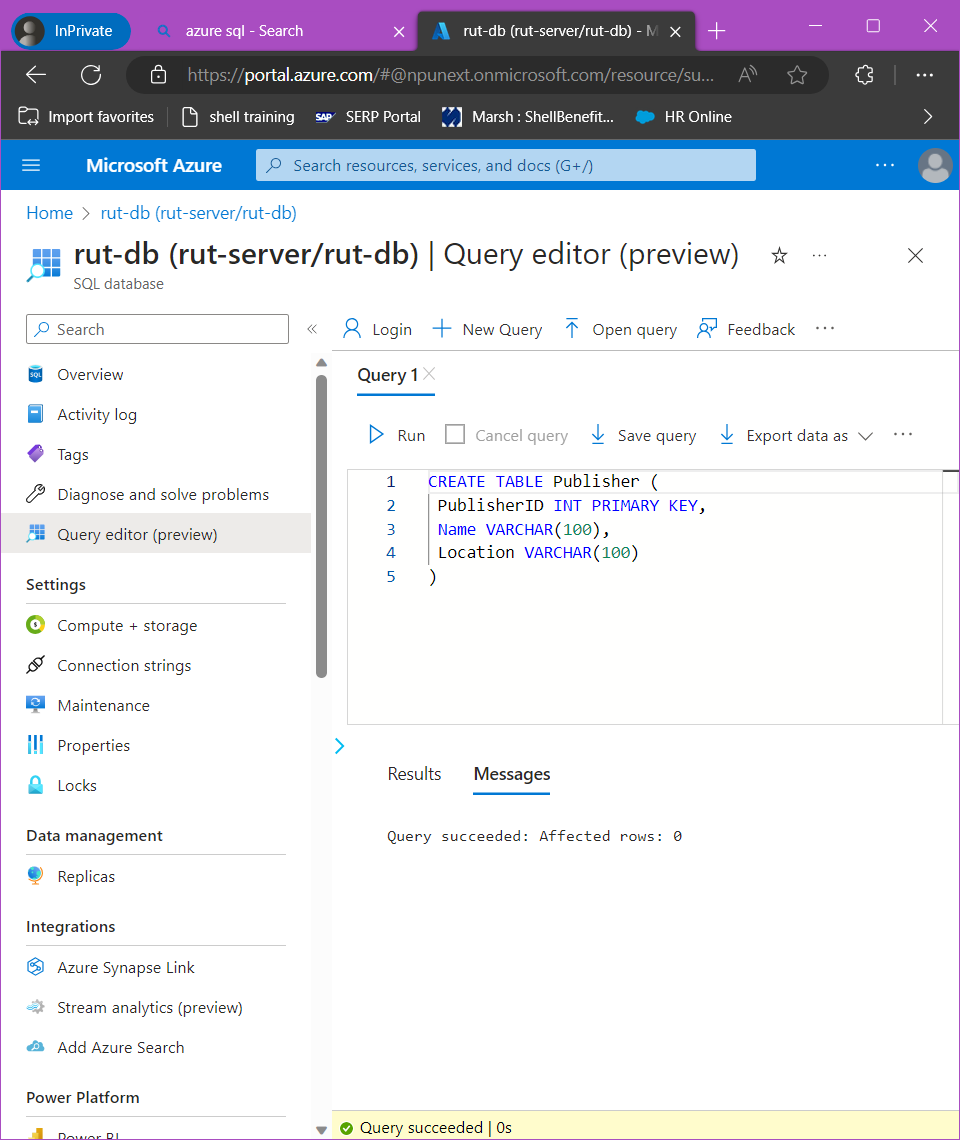 InPrivate
azure sql - Search
rut-db (rut-server/rut-db) - M
https://portal.azure.com/#@npunext.onmicrosoft.com/resource/su...
Import favorites
shell training
SAP
SERP Portal
Marsh : ShellBenefit...
HR Online
Microsoft Azure
Search resources, services, and docs (G+/)
Home > rut-db (rut-server/rut-db)
rut-db (rut-server/rut-db) | Query editor (preview)
SQL database
Search
Login
New Query
Open query
Feedback
Overview
Activity log
Tags
Diagnose and solve problems
Query editor (preview)
Settings
Compute + storage
Connection strings
Maintenance
Properties
Locks
Data management
Replicas
Integrations
Azure Synapse Link
Stream analytics (preview)
Add Azure Search
Power Platform
Power BI
Query 1
Run
Cancel query
Save query
Export data as
1 CREATE TABLE Publisher (
2 PublisherID INT PRIMARY KEY,
3 Name VARCHAR(100),
4 Location VARCHAR(100)
5 )
Results
Messages
Query succeeded: Affected rows: 0
Query succeeded | 0s